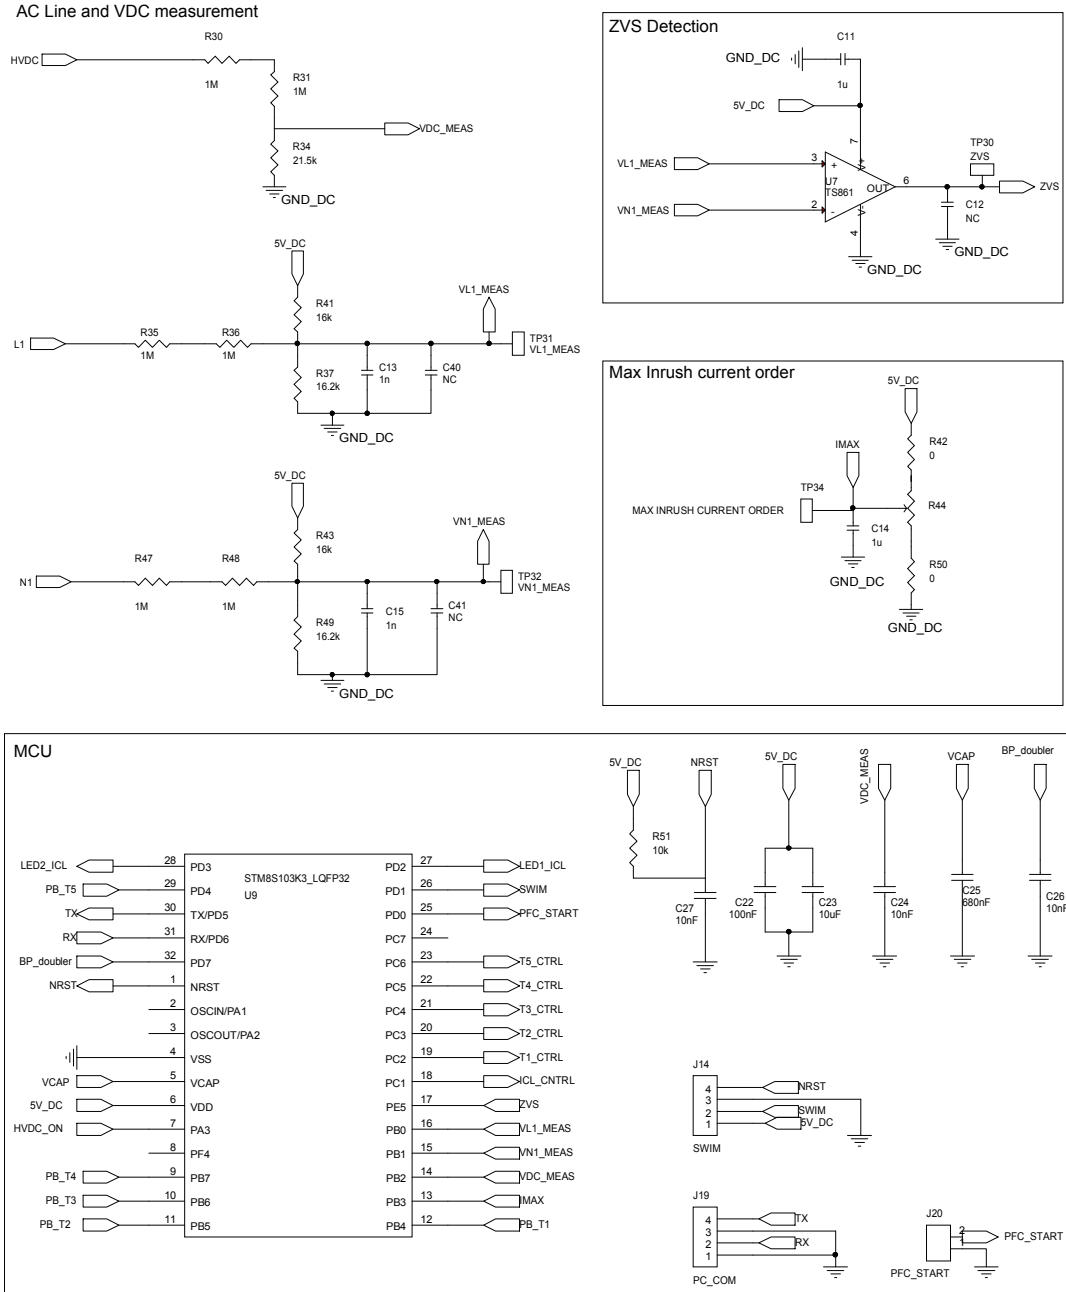 AC Line and VDC measurement
HVDC
R30
1M
R31
1M
VDC_MEAS
R34
21.5k
GND_DC
5V_DC
R41
16k
VL1_MEAS
L1
R35
1M
R36
1M
TP31
VL1_MEAS
R37
16.2k
C13
1n
C40
NC
GND_DC
5V_DC
R43
16k
VN1_MEAS
N1
R47
1M
R48
1M
TP32
VN1_MEAS
R49
16.2k
C15
1n
C41
NC
GND_DC
ZVS Detection
C11
GND_DC
1u
5V_DC
7
TP30
ZVS
VL1_MEAS
3
+
V+
U7
TS861
OUT
6
ZVS
VN1_MEAS
2
-
V-
4
C12
NC
GND_DC
GND_DC
Max Inrush current order
5V_DC
R42
0
IMAX
TP34
R44
MAX INRUSH CURRENT ORDER
C14
1u
GND_DC
R50
0
GND_DC
MCU
STM8S103K3_LQFP32
U9
LED2_ICL 28 PD3
PB_T5 29 PD4
TX 30 TX/PD5
RX 31 RX/PD6
BP_doubler 32 PD7
NRST 1 NRST
2 OSCIN/PA1
3 OSCOUT/PA2
4 VSS
VCAP 5 VCAP
5V_DC 6 VDD
HVDC_ON 7 PA3
8 PF4
PB_T4 9 PB7
PB_T3 10 PB6
PB_T2 11 PB5
PD2 27 LED1_ICL
PD1 26 SWIM
PD0 25 PFC_START
PC7 24
PC6 23 T5_CTRL
PC5 22 T4_CTRL
PC4 21 T3_CTRL
PC3 20 T2_CTRL
PC2 19 T1_CTRL
PC1 18 ICL_CNTRL
PE5 17 ZVS
PB0 16 VL1_MEAS
PB1 15 VN1_MEAS
PB2 14 VDC_MEAS
PB3 13 IMAX
PB4 12 PB_T1
5V_DC
NRST
R51
10k
C27
10nF
5V_DC
C22
100nF
C23
10uF
VDC_MEAS
C24
10nF
VCAP
C25
680nF
BP_doubler
C26
10nF
J14
4 NRST
3
2 SWIM
1 5V_DC
SWIM
J19
4 TX
3
2 RX
1
PC_COM
J20
2
1
PFC_START
PFC_START